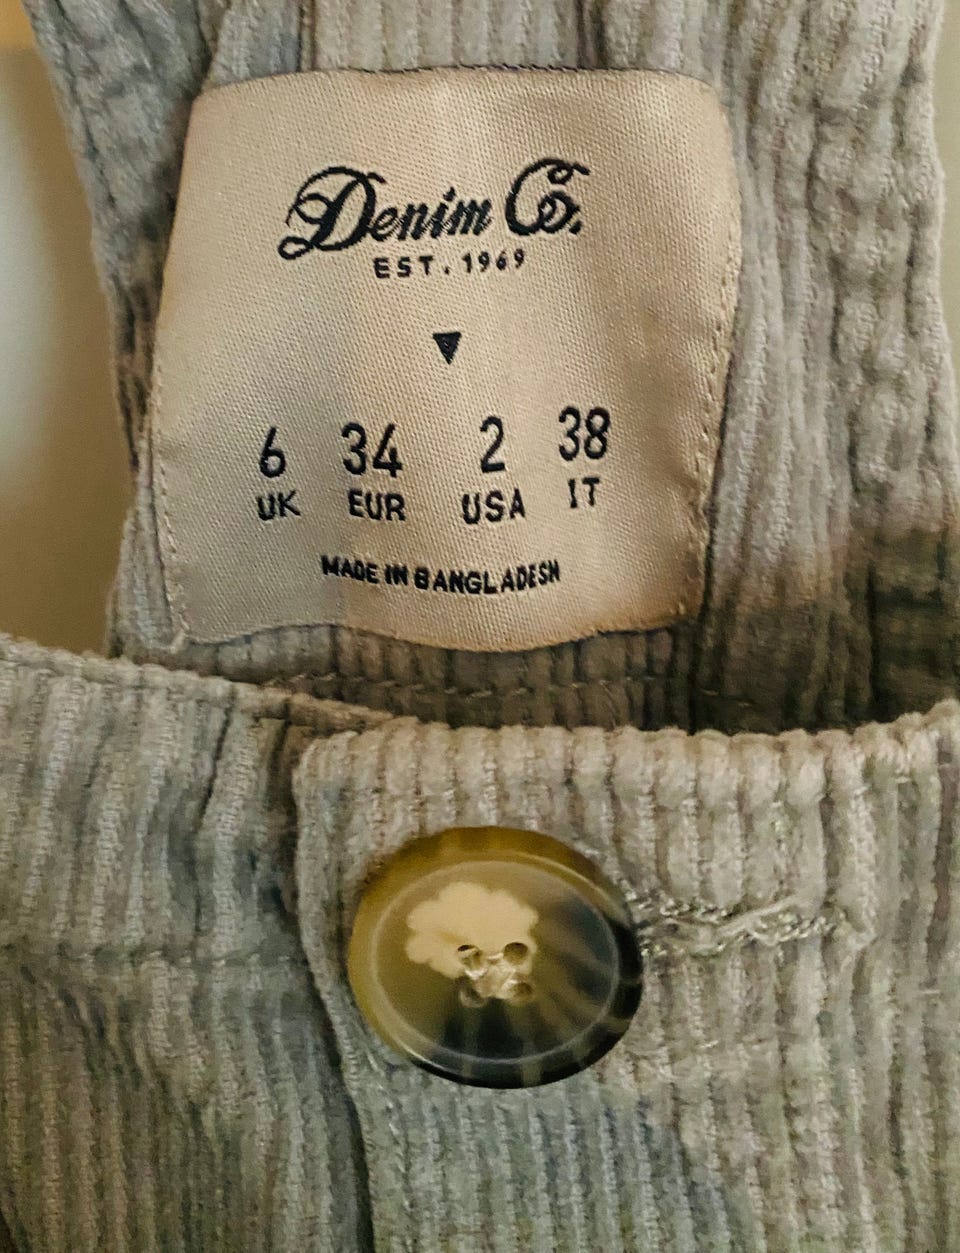 Denim Co.
EST. 1969
6 34 2 38
UK EUR USA IT
MADE IN BANGLADESH